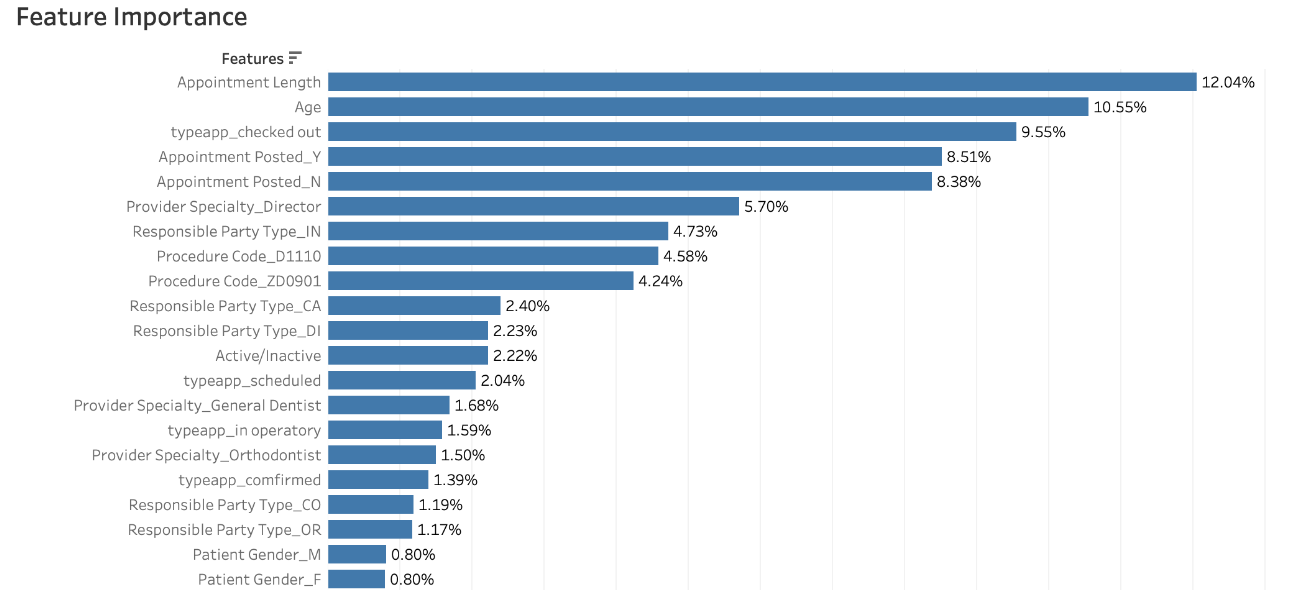 Feature Importance
Features
Appointment Length 12.04%
Age 10.55%
typeapp_checked out 9.55%
Appointment Posted_Y 8.51%
Appointment Posted_N 8.38%
Provider Specialty_Director 5.70%
Responsible Party Type_IN 4.73%
Procedure Code_D1110 4.58%
Procedure Code_ZD0901 4.24%
Responsible Party Type_CA 2.40%
Responsible Party Type_DI 2.23%
Active/Inactive 2.22%
typeapp_scheduled 2.04%
Provider Specialty_General Dentist 1.68%
typeapp_in operatory 1.59%
Provider Specialty_Orthodontist 1.50%
typeapp_comfirmed 1.39%
Responsible Party Type_CO 1.19%
Responsible Party Type_OR 1.17%
Patient Gender_M 0.80%
Patient Gender_F 0.80%